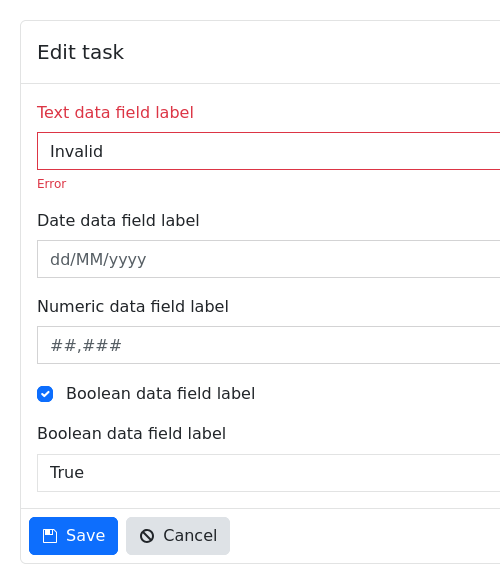 Edit task
Text data field label
Invalid
Error
Date data field label
dd/MM/yyyy
Numeric data field label
##,###
Boolean data field label
Boolean data field label
True
Save Cancel